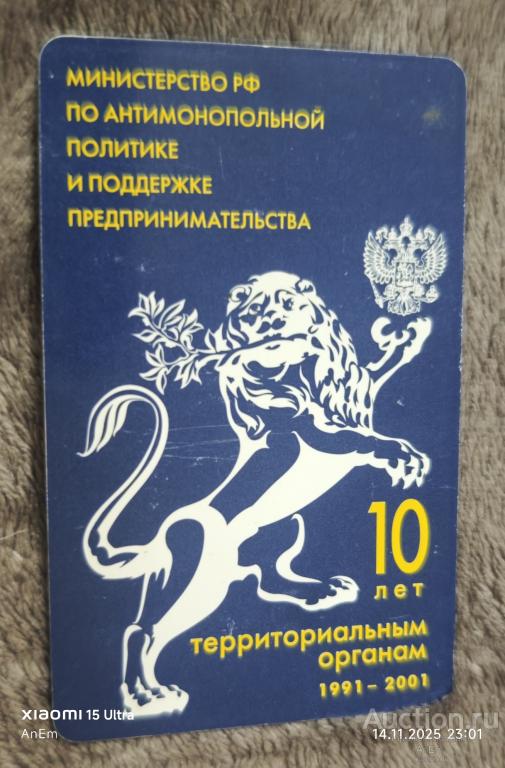 МИНИСТЕРСТВО РФ
ПО АНТИМОНОПОЛЬНОЙ
ПОЛИТИКЕ
И ПОДДЕРЖКЕ
ПРЕДПРИНИМАТЕЛЬСТВА
10
лет
территориальным
органам
1991 – 2001
xiaomi 15 Ultra
AnEm
14.11.2025 23:01
Auction.ru